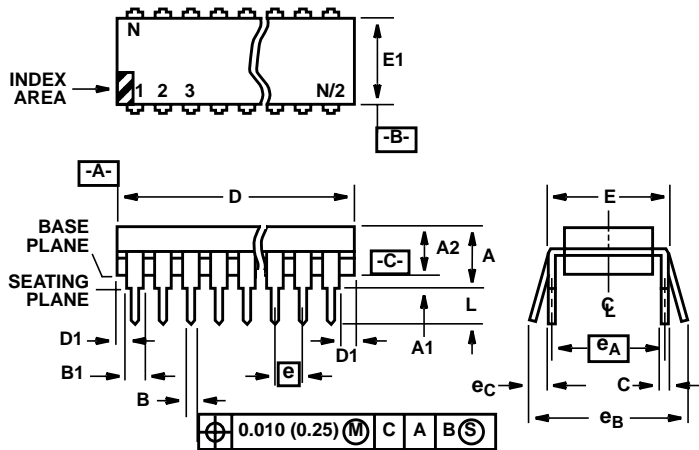 N
E1
INDEX
AREA
1 2 3 N/2
-B-
-A-
D
E
BASE
PLANE
A2
A
-C-
SEATING
PLANE
L
℄
D1
A1
D1
eA
B1
e
eC
C
B
eB
⌖ 0.010 (0.25) Ⓜ C A B Ⓢ